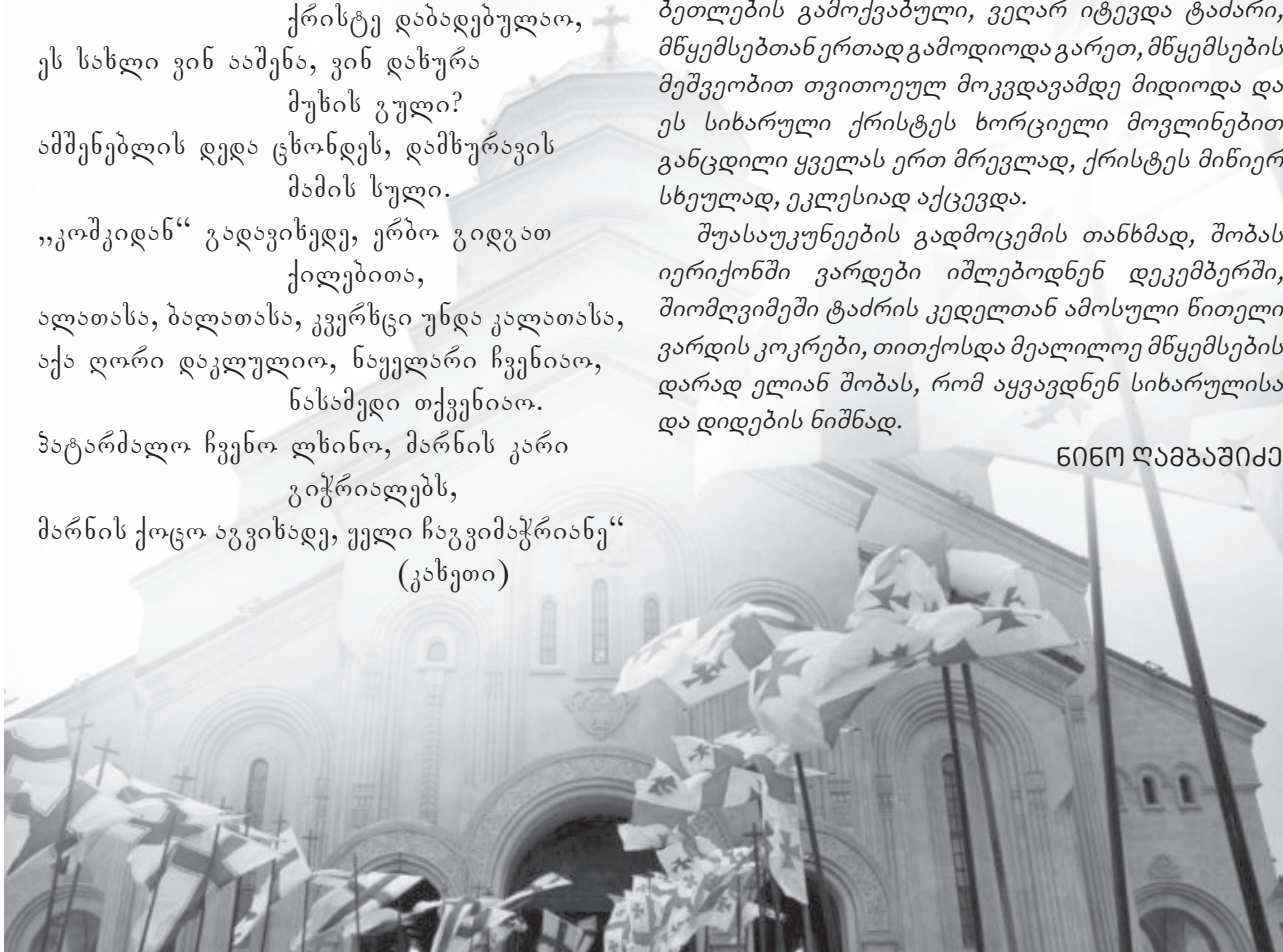 ქრისტე დაბადებულაო,
ეს სახლი ვინ ააშენა, ვინ დახურა
მუხის გული?
ამშენებლის დედა ცხონდეს, დამხურავის
მამის სული.
„კოშკიდან“ გადავიხედე, ერბო გიდგათ
ქილებითა,
ალათასა, ბალათასა, კვერხცი უნდა კალათასა,
აქა ღორი დაკლულიო, ნაყელარი ჩვენიაო,
ნასამედი თქვენიაო.
პატარძალო ჩვენო ლხინო, მარნის კარი
გიჭრიალებს,
მარნის ქოცო აგვიხადე, ყელი ჩაგვიმაჭრიანე“
(კახეთი)
ბეთლების გამოქვაბული, ვეღარ იტევდა ტაძარი,
მწყემსებთან ერთად გამოდიოდა გარეთ, მწყემსების
მეშვეობით თვითოეულ მოკვდავამდე მიდიოდა და
ეს სიხარული ქრისტეს ხორციელი მოვლინებით
განცდილი ყველას ერთ მრევლად, ქრისტეს მიწიერ
სხეულად, ეკლესიად აქცევდა.
შუასაუკუნეების გადმოცემის თანხმად, შობას
იერიქონში ვარდები იშლებოდნენ დეკემბერში,
შიომღვიმეში ტაძრის კედელთან ამოსული წითელი
ვარდის კოკრები, თითქოსდა მეალილოე მწყემსების
დარად ელიან შობას, რომ აყვავდნენ სიხარულისა
და დიდების ნიშნად.
ნინო ღამბაშიძე